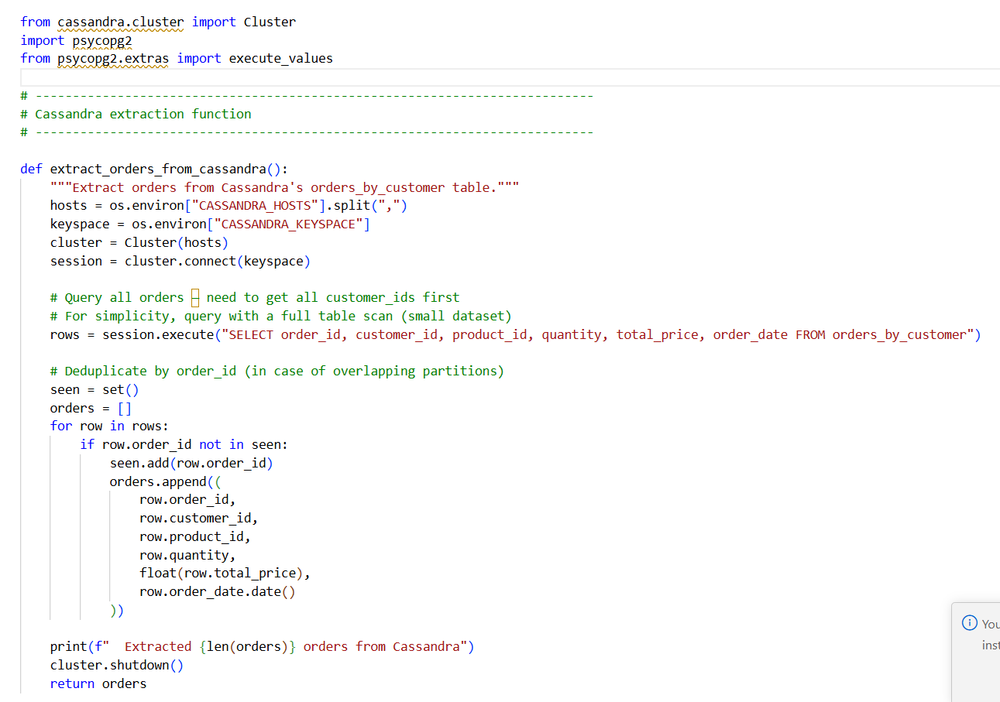 from cassandra.cluster import Cluster
import psycopg2
from psycopg2.extras import execute_values
# ---------------------------------------------------------------------------
# Cassandra extraction function
# ---------------------------------------------------------------------------
def extract_orders_from_cassandra():
    """Extract orders from Cassandra's orders_by_customer table."""
    hosts = os.environ["CASSANDRA_HOSTS"].split(",")
    keyspace = os.environ["CASSANDRA_KEYSPACE"]
    cluster = Cluster(hosts)
    session = cluster.connect(keyspace)
    # Query all orders – need to get all customer_ids first
    # For simplicity, query with a full table scan (small dataset)
    rows = session.execute("SELECT order_id, customer_id, product_id, quantity, total_price, order_date FROM orders_by_customer")
    # Deduplicate by order_id (in case of overlapping partitions)
    seen = set()
    orders = []
    for row in rows:
        if row.order_id not in seen:
            seen.add(row.order_id)
            orders.append((
                row.order_id,
                row.customer_id,
                row.product_id,
                row.quantity,
                float(row.total_price),
                row.order_date.date()
            ))
    print(f"  Extracted {len(orders)} orders from Cassandra")
    cluster.shutdown()
    return orders